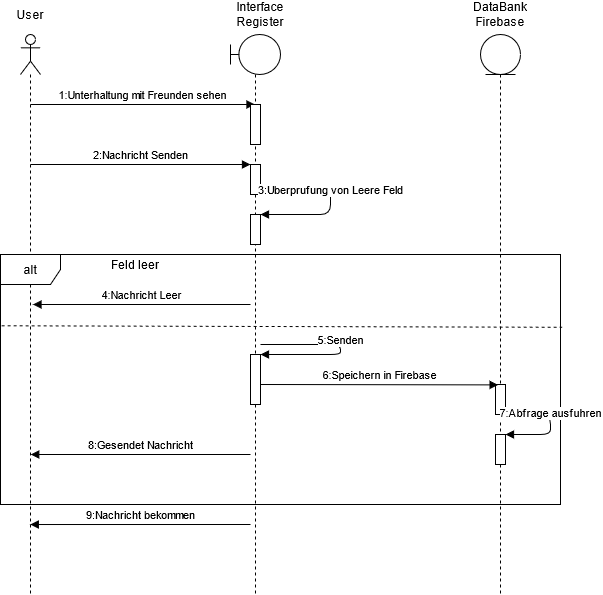 User
Interface
Register
DataBank
Firebase
1:Unterhaltung mit Freunden sehen
2:Nachricht Senden
3:Uberprufung von Leere Feld
alt
Feld leer
4:Nachricht Leer
5:Senden
6:Speichern in Firebase
7:Abfrage ausfuhren
8:Gesendet Nachricht
9:Nachricht bekommen